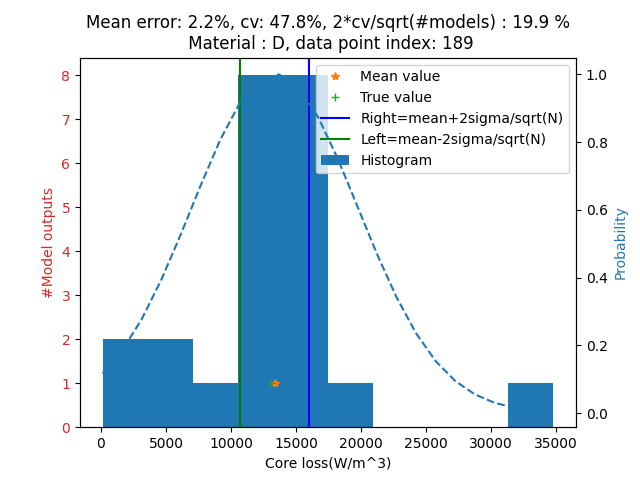 Mean error: 2.2%, cv: 47.8%, 2*cv/sqrt(#models) : 19.9 %
Material : D, data point index: 189
8
7
6
5
4
3
2
1
0
#Model outputs
1.0
0.8
0.6
0.4
0.2
0.0
Probability
Mean value
True value
Right=mean+2sigma/sqrt(N)
Left=mean-2sigma/sqrt(N)
Histogram
0 5000 10000 15000 20000 25000 30000 35000
Core loss(W/m^3)